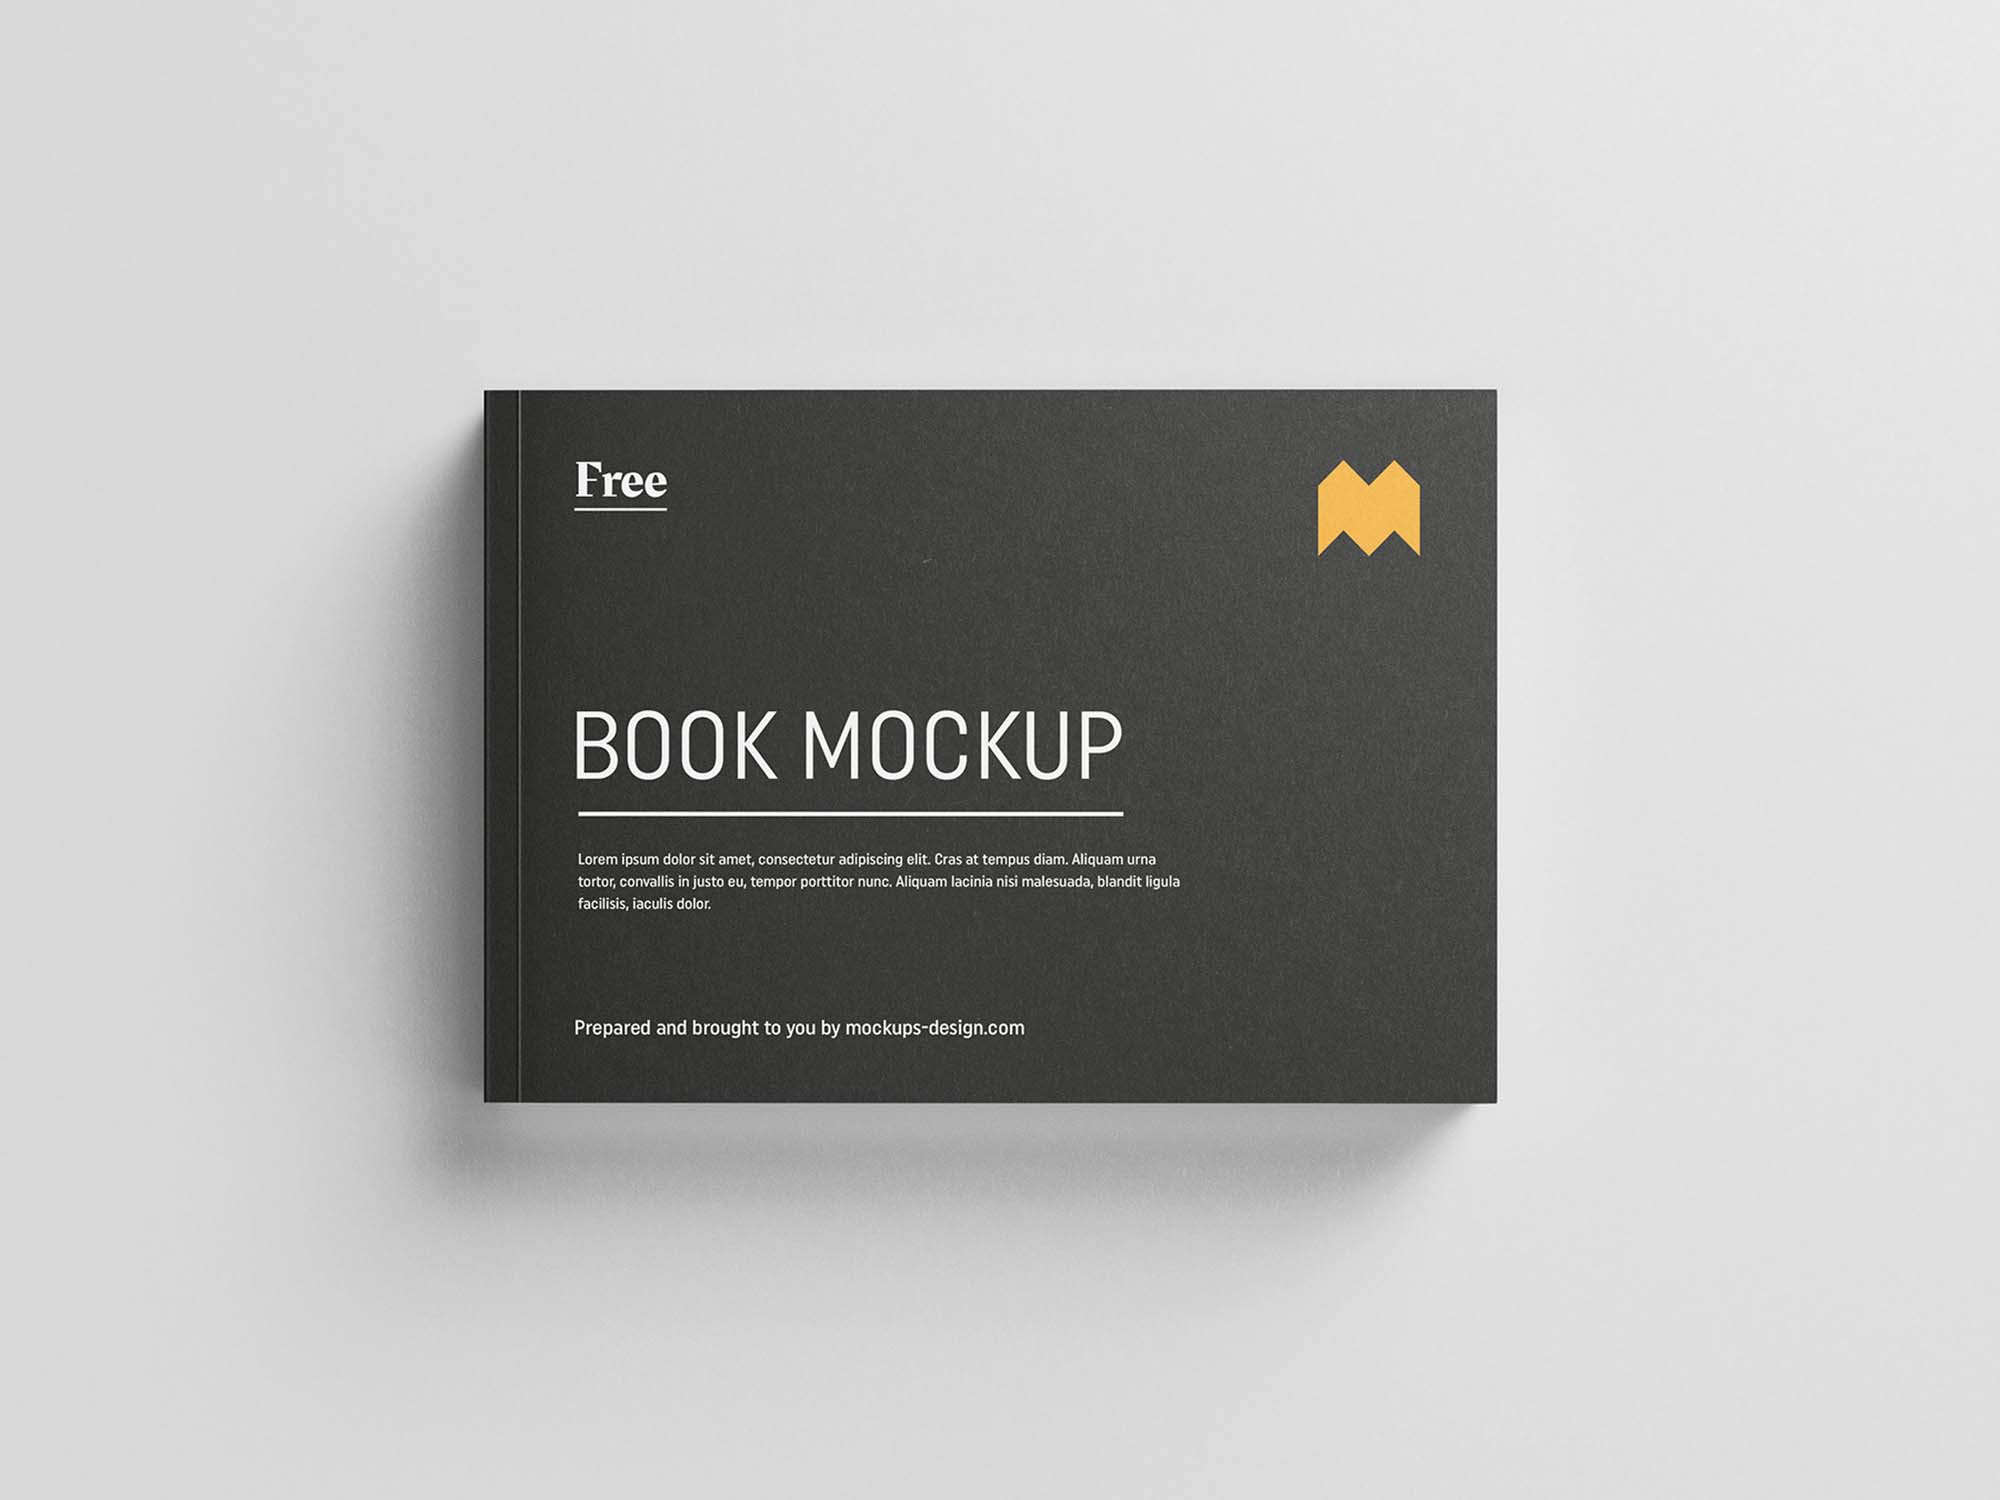 Free
BOOK MOCKUP
Lorem ipsum dolor sit amet, consectetur adipiscing elit. Cras at tempus diam. Aliquam urna
tortor, convallis in justo eu, tempor porttitor nunc. Aliquam lacinia nisi malesuada, blandit ligula
facilisis, iaculis dolor.
Prepared and brought to you by mockups-design.com